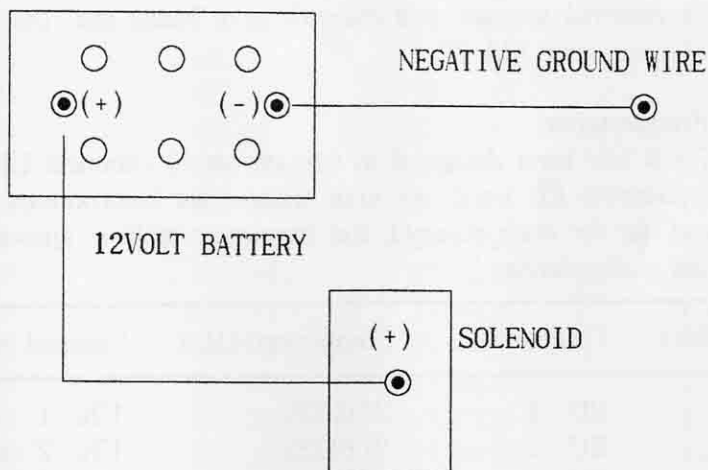 NEGATIVE GROUND WIRE
(+)
(-)
12VOLT BATTERY
(+)
SOLENOID